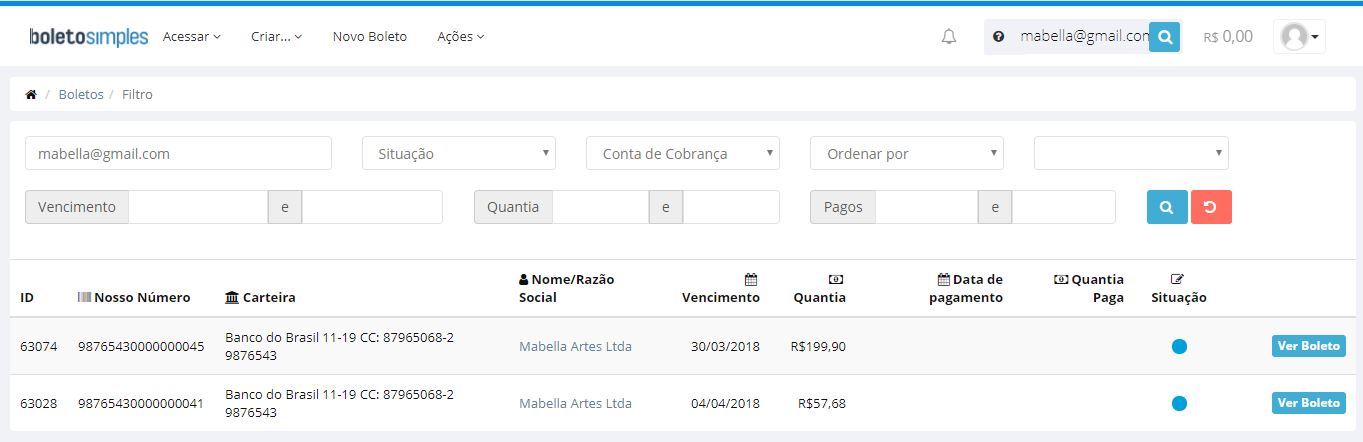 boletosimples Acessar Criar... Novo Boleto Ações mabella@gmail.com R$ 0,00
/ Boletos / Filtro
mabella@gmail.com Situação Conta de Cobrança Ordenar por
Vencimento e Quantia e Pagos e
ID Nosso Número Carteira Nome/Razão Social Vencimento Quantia Data de pagamento Quantia Paga Situação
63074 98765430000000045 Banco do Brasil 11-19 CC: 87965068-2 9876543 Mabella Artes Ltda 30/03/2018 R$199,90 Ver Boleto
63028 98765430000000041 Banco do Brasil 11-19 CC: 87965068-2 9876543 Mabella Artes Ltda 04/04/2018 R$57,68 Ver Boleto